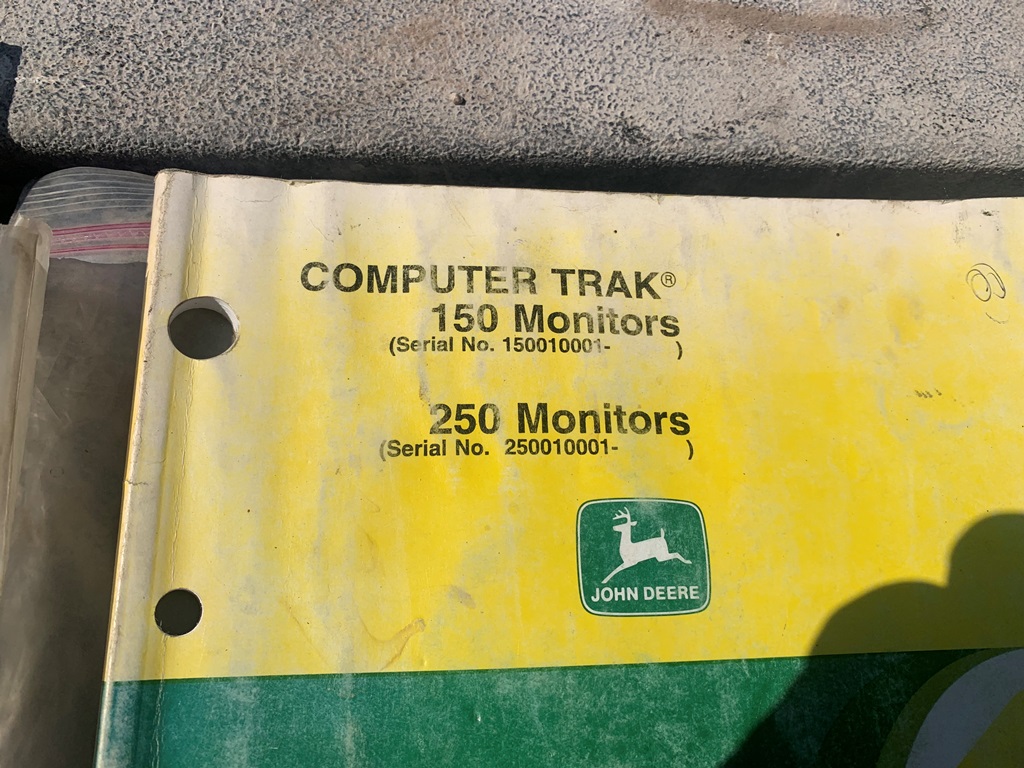 COMPUTER TRAK®
150 Monitors
(Serial No. 150010001- )
250 Monitors
(Serial No. 250010001- )
JOHN DEERE